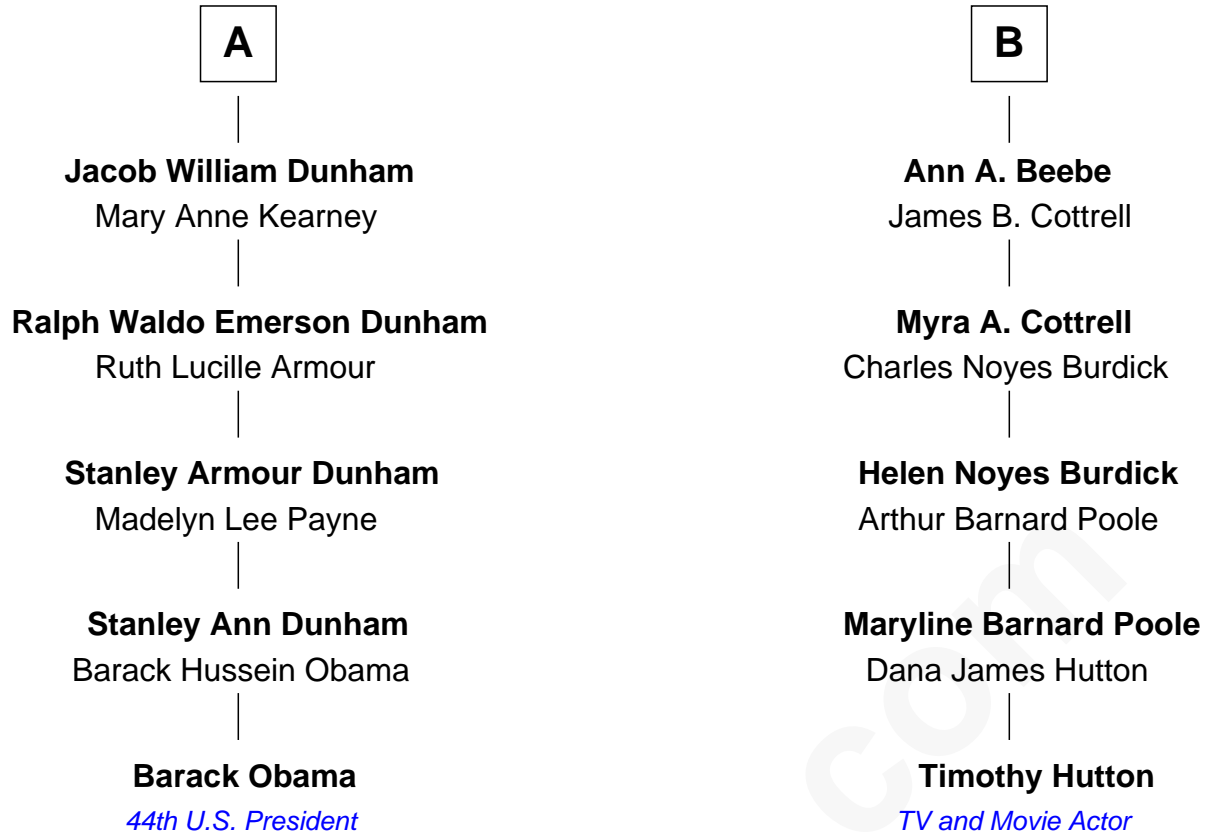 A
Jacob William Dunham
Mary Anne Kearney
Ralph Waldo Emerson Dunham
Ruth Lucille Armour
Stanley Armour Dunham
Madelyn Lee Payne
Stanley Ann Dunham
Barack Hussein Obama
Barack Obama
44th U.S. President
B
Ann A. Beebe
James B. Cottrell
Myra A. Cottrell
Charles Noyes Burdick
Helen Noyes Burdick
Arthur Barnard Poole
Maryline Barnard Poole
Dana James Hutton
Timothy Hutton
TV and Movie Actor
com